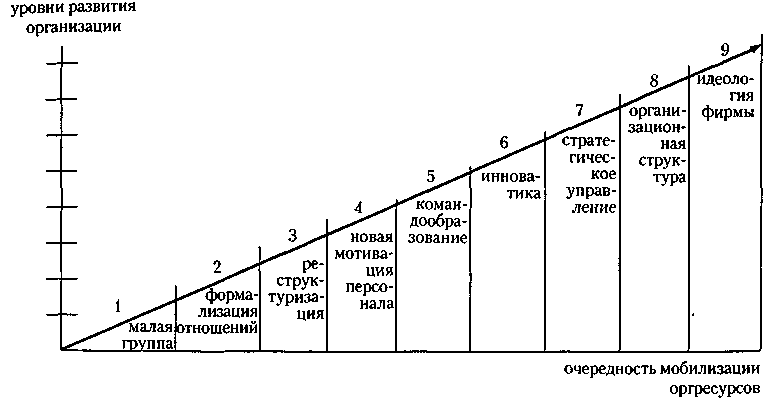 уровни развития
организации
1
малая
группа
2
форма-
лизация
отношений
3
ре-
струк-
туриза-
ция
4
новая
мотива-
ция
персо-
нала
5
коман-
дообра-
зование
6
иннова-
тика
7
страте-
гичес-
кое
управ-
ление
8
органи-
зацион-
ная
струк-
тура
9
идеоло-
гия
фирмы
очередность мобилизации
оргресурсов